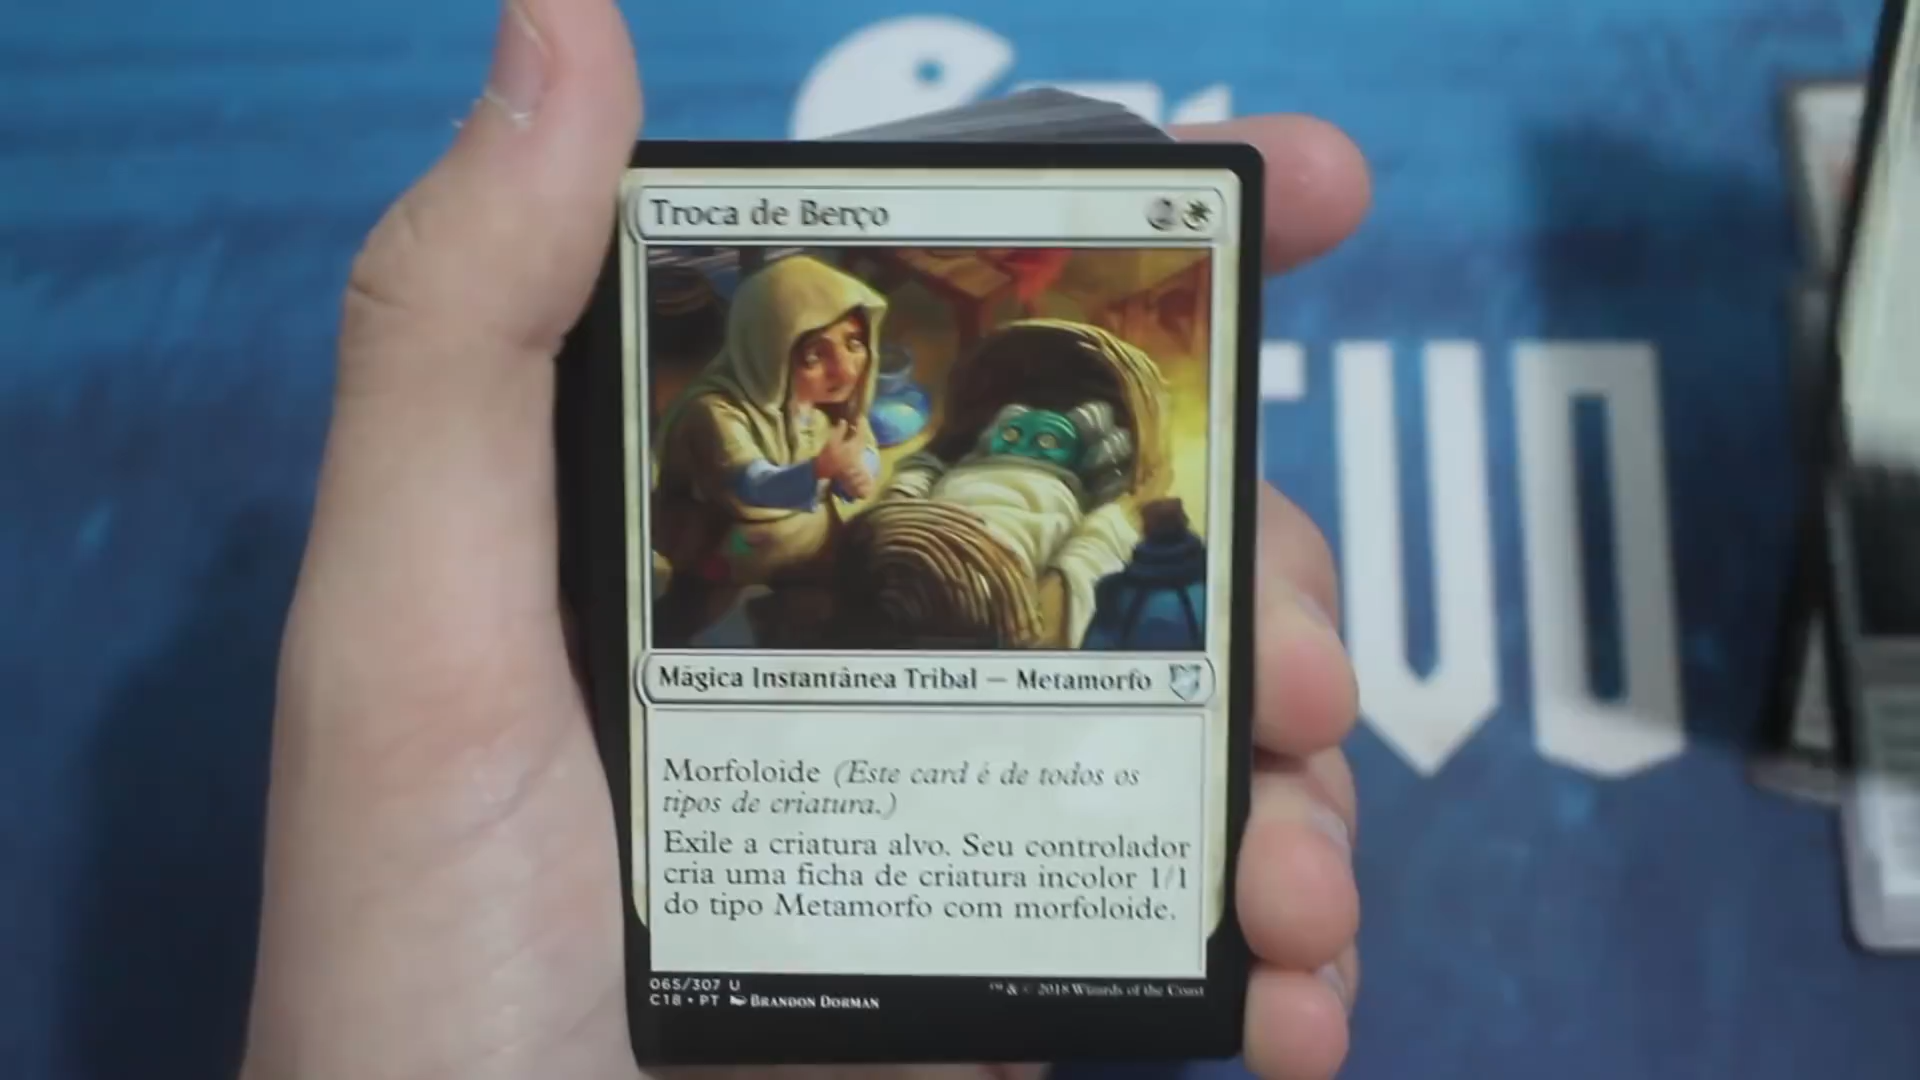 Troca de Berço 2
Mágica Instantânea Tribal — Metamorfo
Morfoloide (Este card é de todos os
tipos de criatura.)
Exile a criatura alvo. Seu controlador
cria uma ficha de criatura incolor 1/1
do tipo Metamorfo com morfoloide.
065/307 U
C18 • PT BRANDON DORMAN
™ & © 2018 Wizards of the Coast